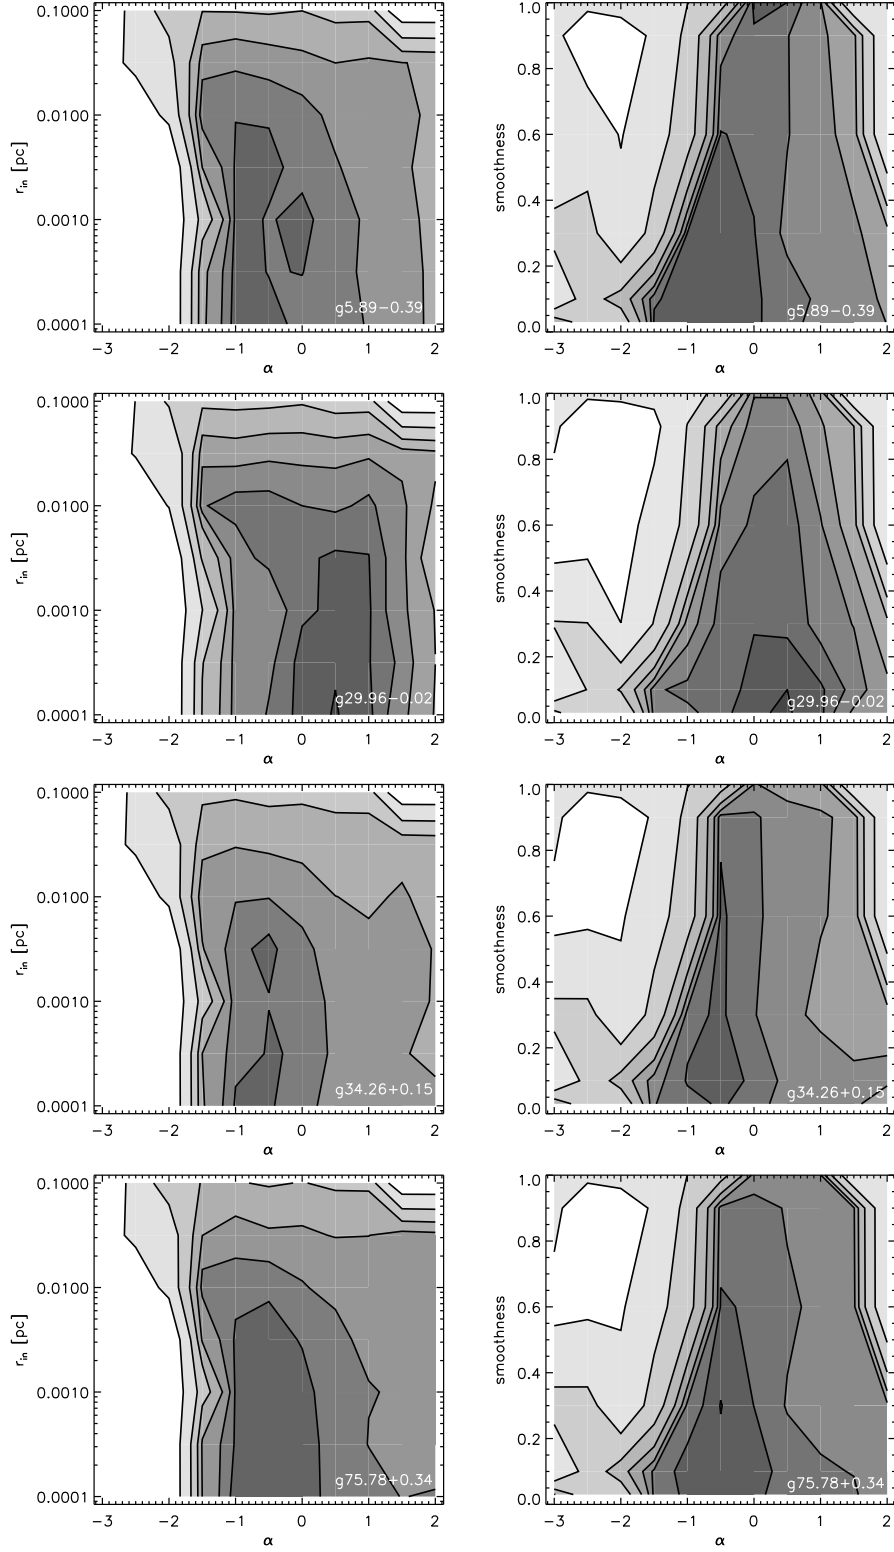 0.1000
0.0100
0.0010
0.0001
r_in [pc]
g5.89−0.39
−3 −2 −1 0 1 2
α
1.0
0.8
0.6
0.4
0.2
0.0
smoothness
g5.89−0.39
−3 −2 −1 0 1 2
α
0.1000
0.0100
0.0010
0.0001
r_in [pc]
g29.96−0.02
−3 −2 −1 0 1 2
α
1.0
0.8
0.6
0.4
0.2
0.0
smoothness
g29.96−0.02
−3 −2 −1 0 1 2
α
0.1000
0.0100
0.0010
0.0001
r_in [pc]
g34.26+0.15
−3 −2 −1 0 1 2
α
1.0
0.8
0.6
0.4
0.2
0.0
smoothness
g34.26+0.15
−3 −2 −1 0 1 2
α
0.1000
0.0100
0.0010
0.0001
r_in [pc]
g75.78+0.34
−3 −2 −1 0 1 2
α
1.0
0.8
0.6
0.4
0.2
0.0
smoothness
g75.78+0.34
−3 −2 −1 0 1 2
α